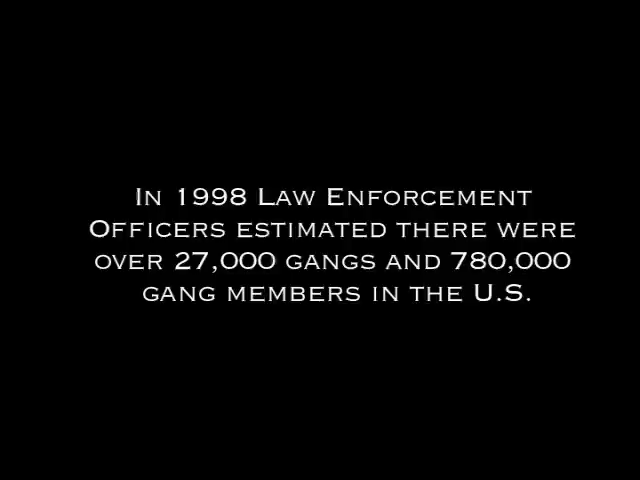 In 1998 Law Enforcement
Officers estimated there were
over 27,000 gangs and 780,000
gang members in the U.S.